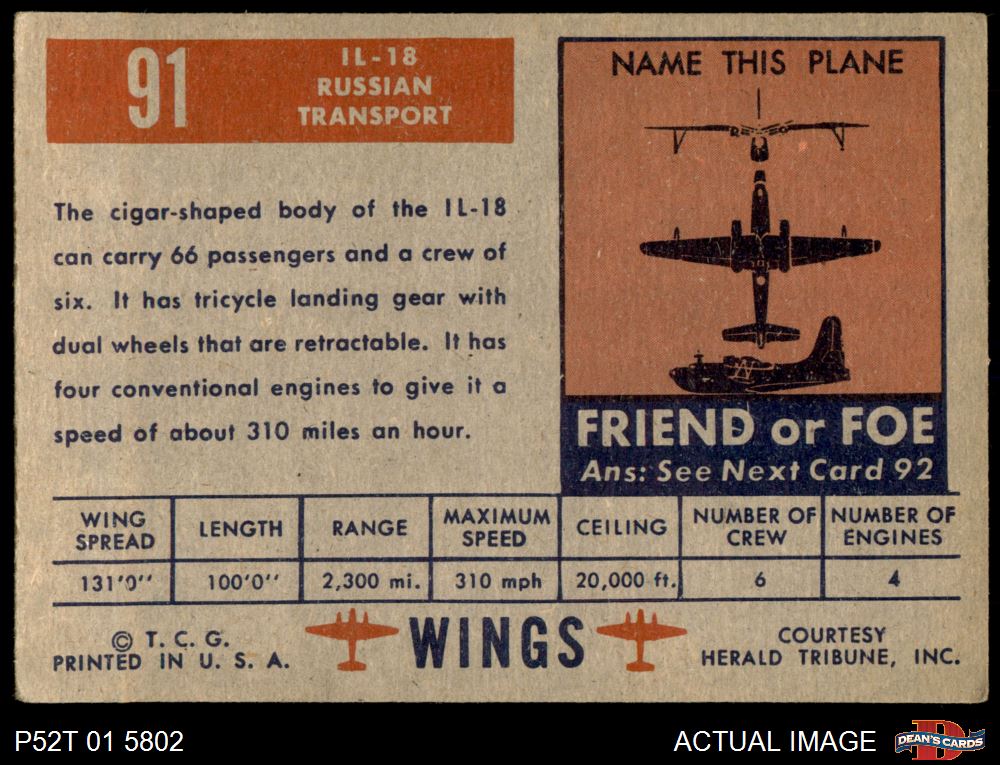 91
IL-18
RUSSIAN
TRANSPORT
The cigar-shaped body of the IL-18
can carry 66 passengers and a crew of
six. It has tricycle landing gear with
dual wheels that are retractable. It has
four conventional engines to give it a
speed of about 310 miles an hour.
NAME THIS PLANE
FRIEND or FOE
Ans: See Next Card 92
WING SPREAD LENGTH RANGE MAXIMUM SPEED CEILING NUMBER OF CREW NUMBER OF ENGINES
131'0'' 100'0'' 2,300 mi. 310 mph 20,000 ft. 6 4
© T. C. G.
PRINTED IN U. S. A.
WINGS
COURTESY
HERALD TRIBUNE, INC.
P52T 01 5802
ACTUAL IMAGE
D
DEAN'S CARDS